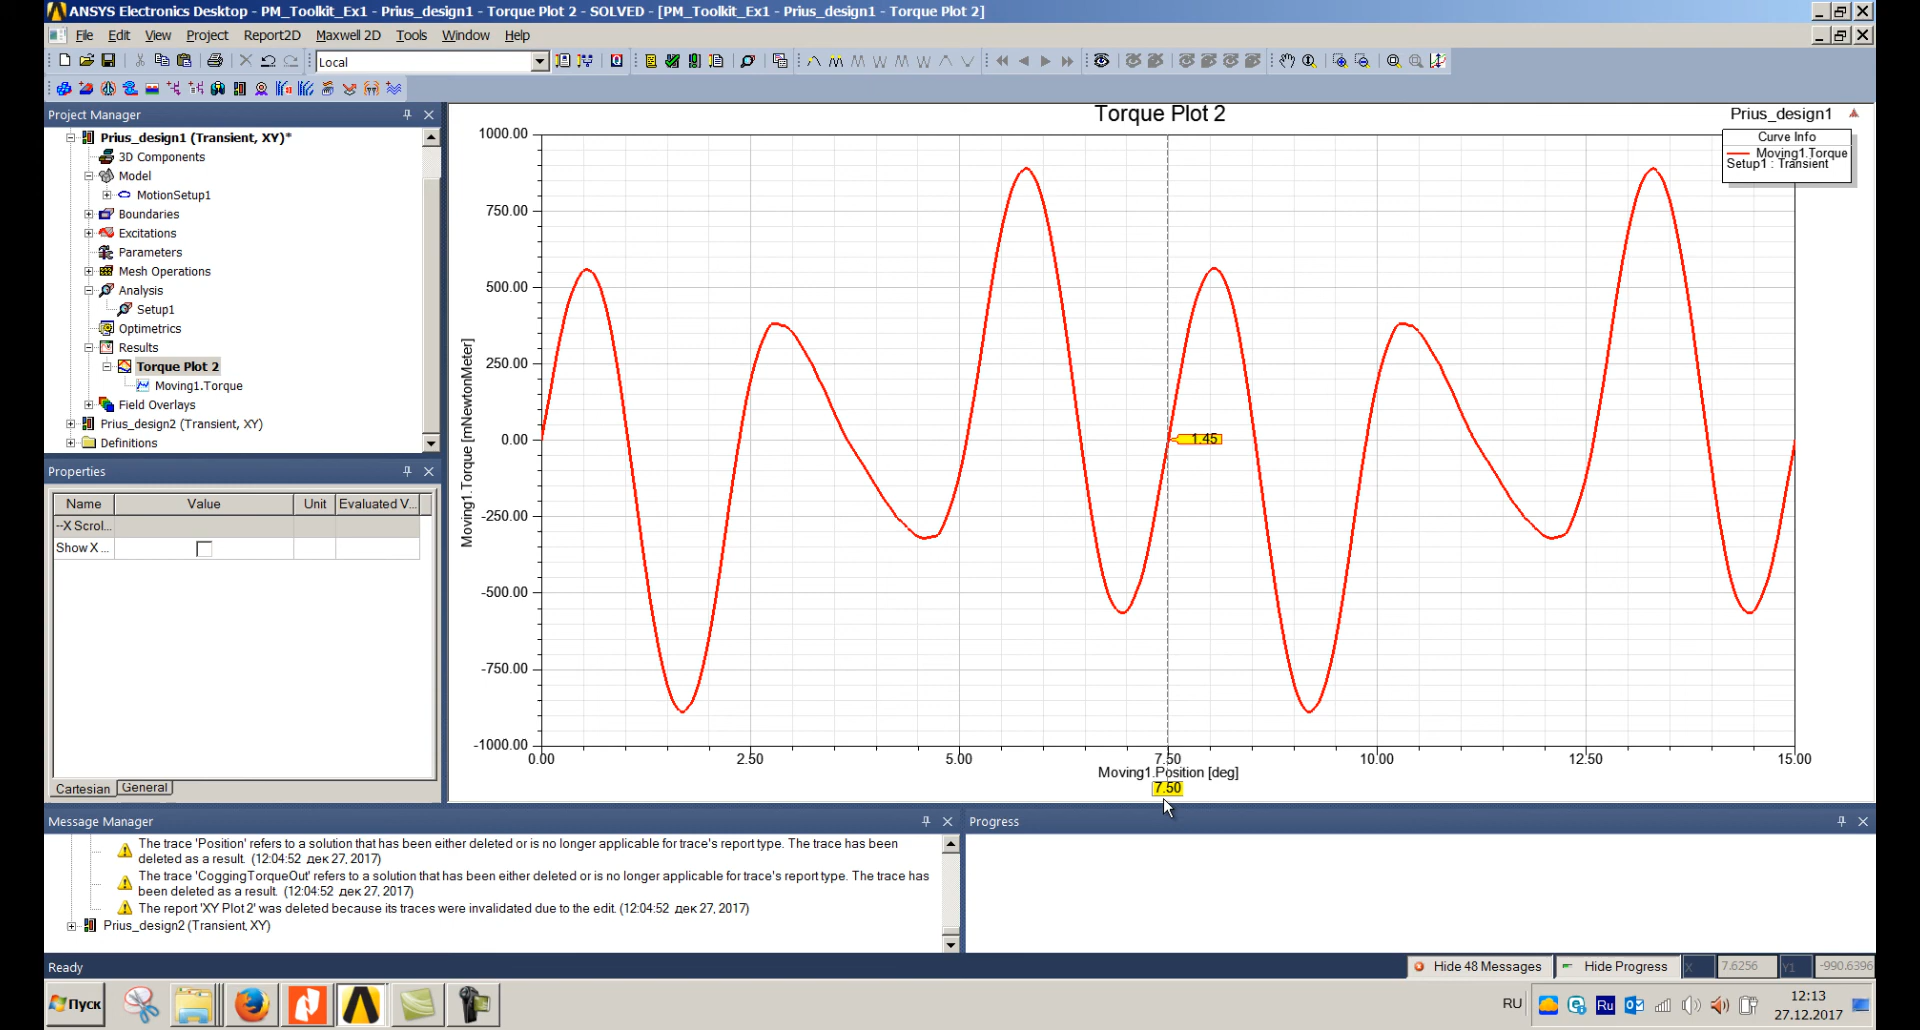 ANSYS Electronics Desktop - PM_Toolkit_Ex1 - Prius_design1 - Torque Plot 2 - SOLVED - [PM_Toolkit_Ex1 - Prius_design1 - Torque Plot 2]
File Edit View Project Report2D Maxwell 2D Tools Window Help
Local
Project Manager
Prius_design1 (Transient, XY)*
3D Components
Model
MotionSetup1
Boundaries
Excitations
Parameters
Mesh Operations
Analysis
Setup1
Optimetrics
Results
Torque Plot 2
Moving1.Torque
Field Overlays
Prius_design2 (Transient, XY)
Definitions
Properties
Name Value Unit Evaluated V...
--X Scrol...
Show X ...
Cartesian General
Torque Plot 2
Prius_design1
Curve Info
Moving1.Torque
Setup1 : Transient
Moving1.Torque [mNewtonMeter]
1000.00
750.00
500.00
250.00
0.00
-250.00
-500.00
-750.00
-1000.00
1.45
0.00 2.50 5.00 7.50 10.00 12.50 15.00
Moving1.Position [deg]
7.50
Message Manager
The trace 'Position' refers to a solution that has been either deleted or is no longer applicable for trace's report type. The trace has been
deleted as a result. (12:04:52 дек 27, 2017)
The trace 'CoggingTorqueOut' refers to a solution that has been either deleted or is no longer applicable for trace's report type. The trace has
been deleted as a result. (12:04:52 дек 27, 2017)
The report 'XY Plot 2' was deleted because its traces were invalidated due to the edit. (12:04:52 дек 27, 2017)
Prius_design2 (Transient, XY)
Progress
Ready
Hide 48 Messages Hide Progress X 7.6256 Y1 -990.6396
Пуск
RU
Ru
12:13
27.12.2017